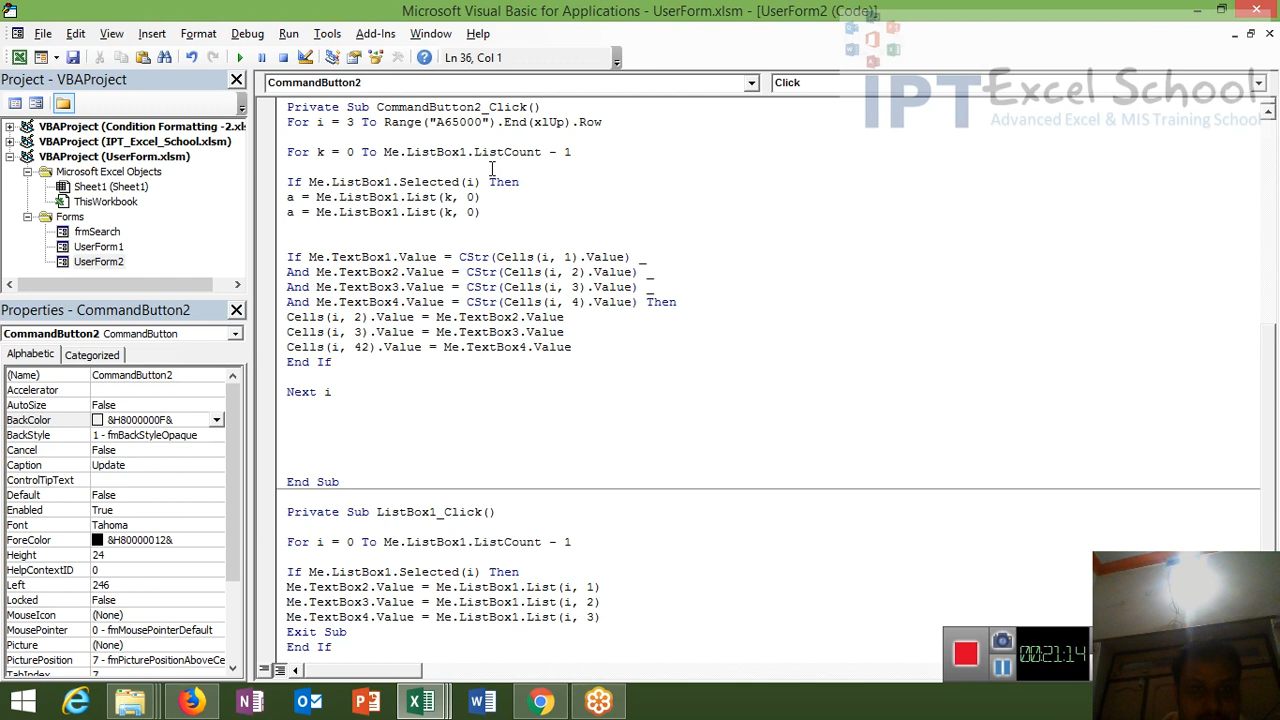 Microsoft Visual Basic for Applications - UserForm.xlsm - [UserForm2 (Code)]
File Edit View Insert Format Debug Run Tools Add-Ins Window Help
Ln 36, Col 1
IPT Excel School
Advanced Excel & MIS Training School
Project - VBAProject
VBAProject (Condition Formatting -2.xl
VBAProject (IPT_Excel_School.xlsm)
VBAProject (UserForm.xlsm)
Microsoft Excel Objects
Sheet1 (Sheet1)
ThisWorkbook
Forms
frmSearch
UserForm1
UserForm2
Properties - CommandButton2
CommandButton2 CommandButton
Alphabetic Categorized
(Name) CommandButton2
Accelerator
AutoSize False
BackColor &H8000000F&
BackStyle 1 - fmBackStyleOpaque
Cancel False
Caption Update
ControlTipText
Default False
Enabled True
Font Tahoma
ForeColor &H80000012&
Height 24
HelpContextID 0
Left 246
Locked False
MouseIcon (None)
MousePointer 0 - fmMousePointerDefault
Picture (None)
PicturePosition 7 - fmPicturePositionAboveCe
TabIndex 7
CommandButton2 Click
Private Sub CommandButton2_Click()
For i = 3 To Range("A65000").End(xlUp).Row
For k = 0 To Me.ListBox1.ListCount - 1
If Me.ListBox1.Selected(i) Then
a = Me.ListBox1.List(k, 0)
a = Me.ListBox1.List(k, 0)
If Me.TextBox1.Value = CStr(Cells(i, 1).Value) _
And Me.TextBox2.Value = CStr(Cells(i, 2).Value) _
And Me.TextBox3.Value = CStr(Cells(i, 3).Value) _
And Me.TextBox4.Value = CStr(Cells(i, 4).Value) Then
Cells(i, 2).Value = Me.TextBox2.Value
Cells(i, 3).Value = Me.TextBox3.Value
Cells(i, 42).Value = Me.TextBox4.Value
End If
Next i
End Sub
Private Sub ListBox1_Click()
For i = 0 To Me.ListBox1.ListCount - 1
If Me.ListBox1.Selected(i) Then
Me.TextBox2.Value = Me.ListBox1.List(i, 1)
Me.TextBox3.Value = Me.ListBox1.List(i, 2)
Me.TextBox4.Value = Me.ListBox1.List(i, 3)
Exit Sub
End If
00:21:14